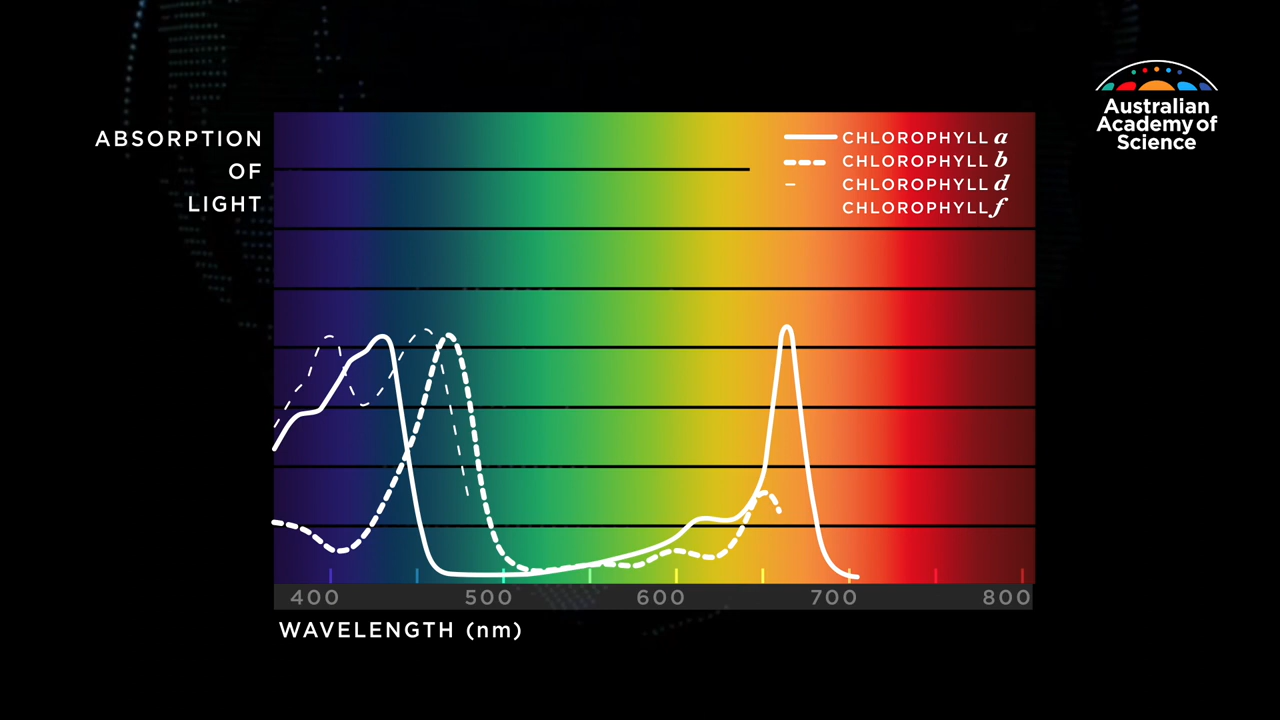 ABSORPTION
OF
LIGHT
CHLOROPHYLL a
CHLOROPHYLL b
CHLOROPHYLL d
CHLOROPHYLL f
Australian
Academy of
Science
400 500 600 700 800
WAVELENGTH (nm)